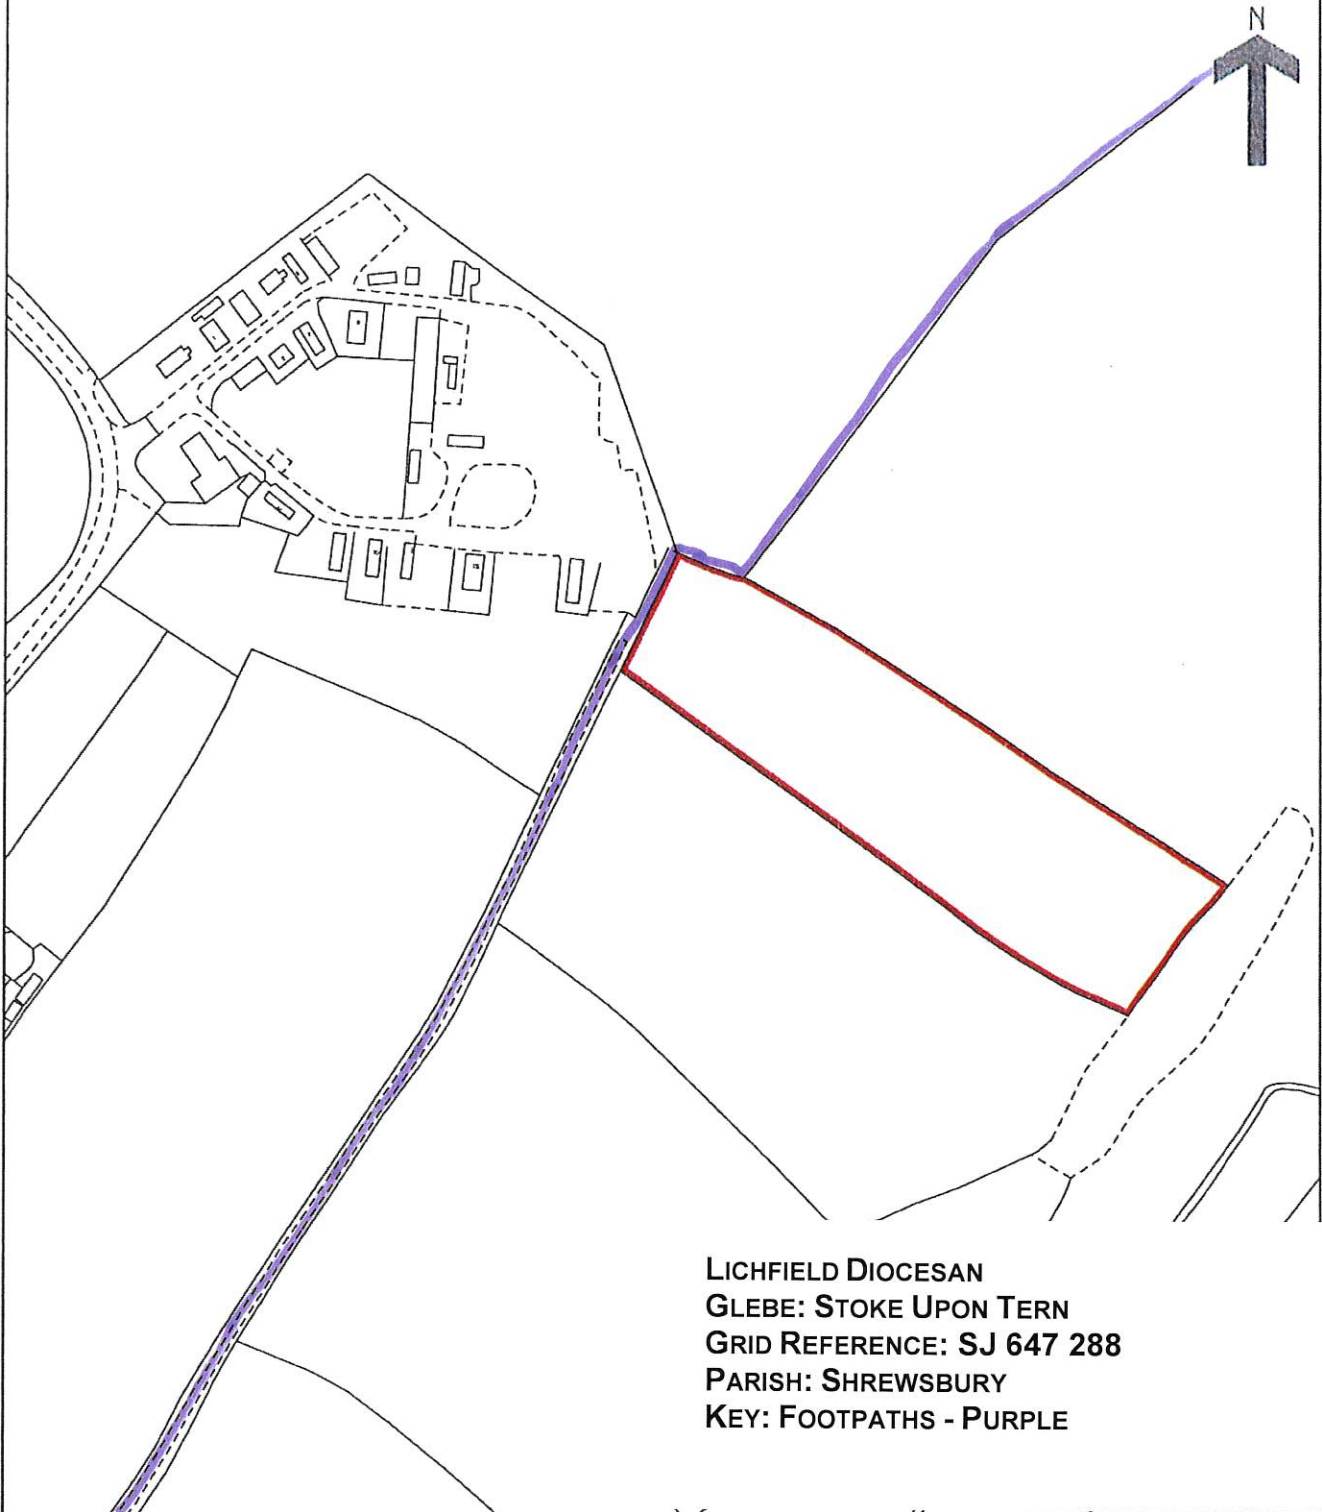 N
LICHFIELD DIOCESAN
GLEBE: STOKE UPON TERN
GRID REFERENCE: SJ 647 288
PARISH: SHREWSBURY
KEY: FOOTPATHS - PURPLE